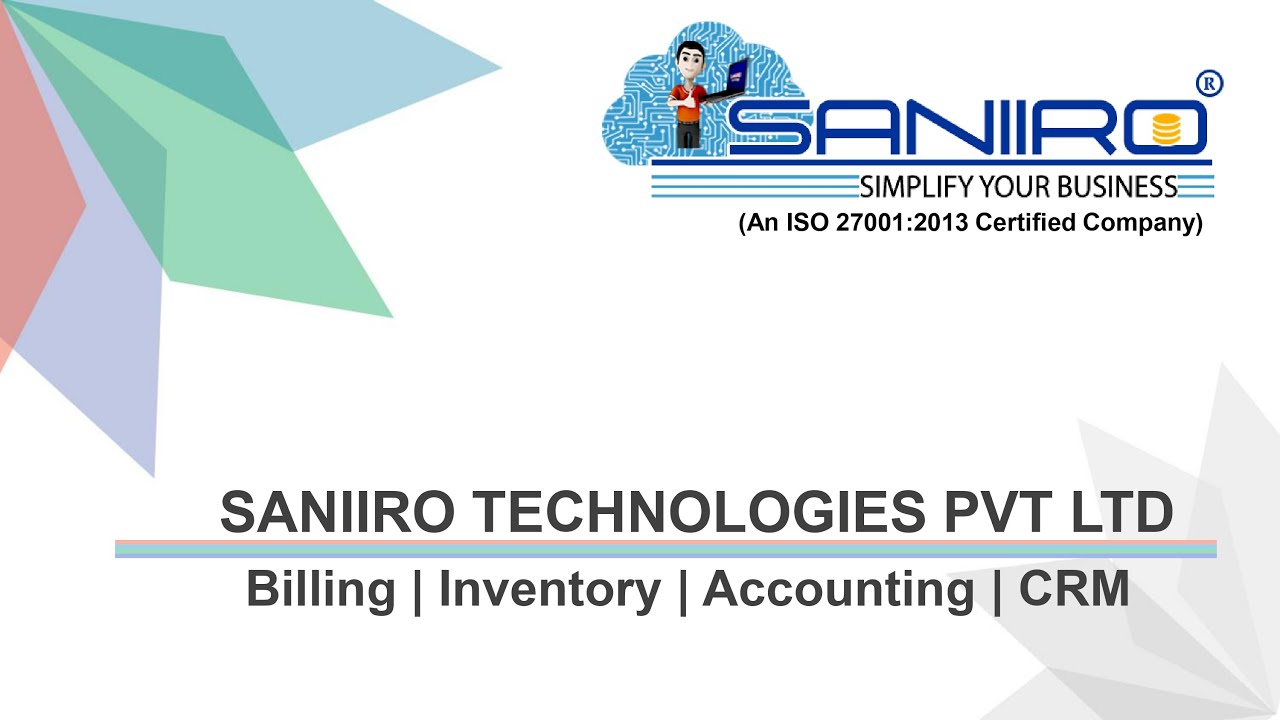 SANIIRO®
SIMPLIFY YOUR BUSINESS
(An ISO 27001:2013 Certified Company)
SANIIRO TECHNOLOGIES PVT LTD
Billing | Inventory | Accounting | CRM